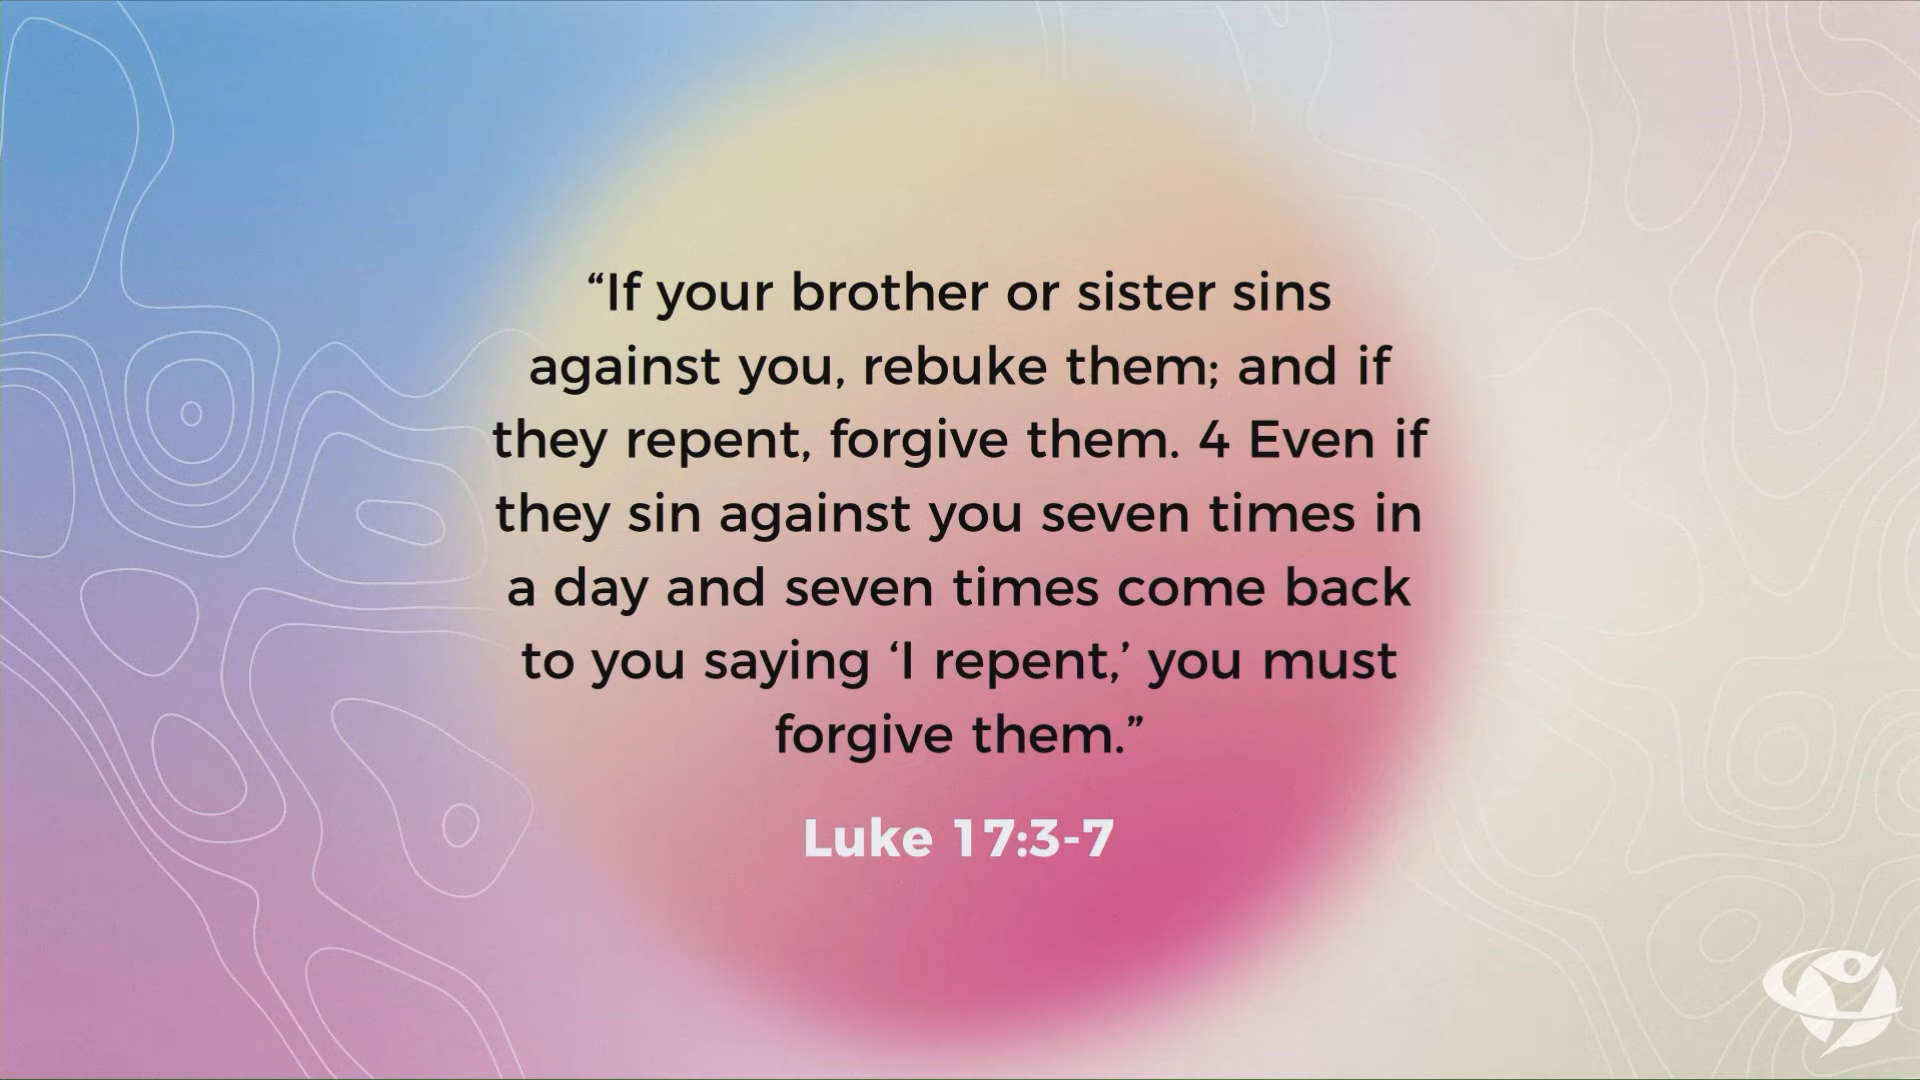 “If your brother or sister sins
against you, rebuke them; and if
they repent, forgive them. 4 Even if
they sin against you seven times in
a day and seven times come back
to you saying ‘I repent,’ you must
forgive them.”
Luke 17:3-7